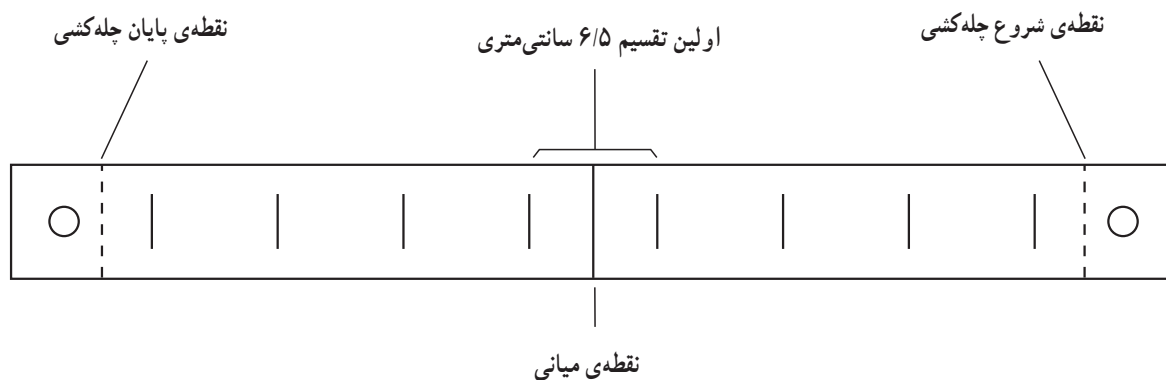 نقطه‌ی شروع چله‌کشی
اولین تقسیم ۶/۵ سانتی‌متری
نقطه‌ی پایان چله‌کشی
نقطه‌ی میانی